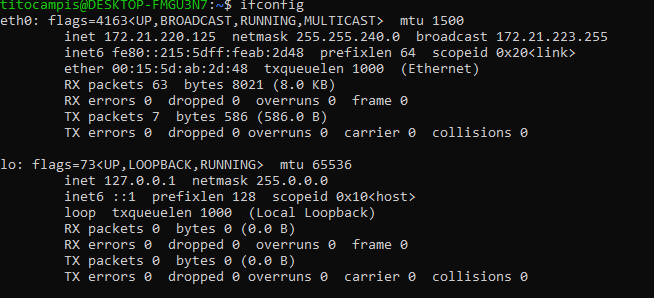 titocampis@DESKTOP-FMGU3N7:~$ ifconfig
eth0: flags=4163<UP,BROADCAST,RUNNING,MULTICAST>  mtu 1500
        inet 172.21.220.125  netmask 255.255.240.0  broadcast 172.21.223.255
        inet6 fe80::215:5dff:feab:2d48  prefixlen 64  scopeid 0x20<link>
        ether 00:15:5d:ab:2d:48  txqueuelen 1000  (Ethernet)
        RX packets 63  bytes 8021 (8.0 KB)
        RX errors 0  dropped 0  overruns 0  frame 0
        TX packets 7  bytes 586 (586.0 B)
        TX errors 0  dropped 0 overruns 0  carrier 0  collisions 0

lo: flags=73<UP,LOOPBACK,RUNNING>  mtu 65536
        inet 127.0.0.1  netmask 255.0.0.0
        inet6 ::1  prefixlen 128  scopeid 0x10<host>
        loop  txqueuelen 1000  (Local Loopback)
        RX packets 0  bytes 0 (0.0 B)
        RX errors 0  dropped 0  overruns 0  frame 0
        TX packets 0  bytes 0 (0.0 B)
        TX errors 0  dropped 0 overruns 0  carrier 0  collisions 0